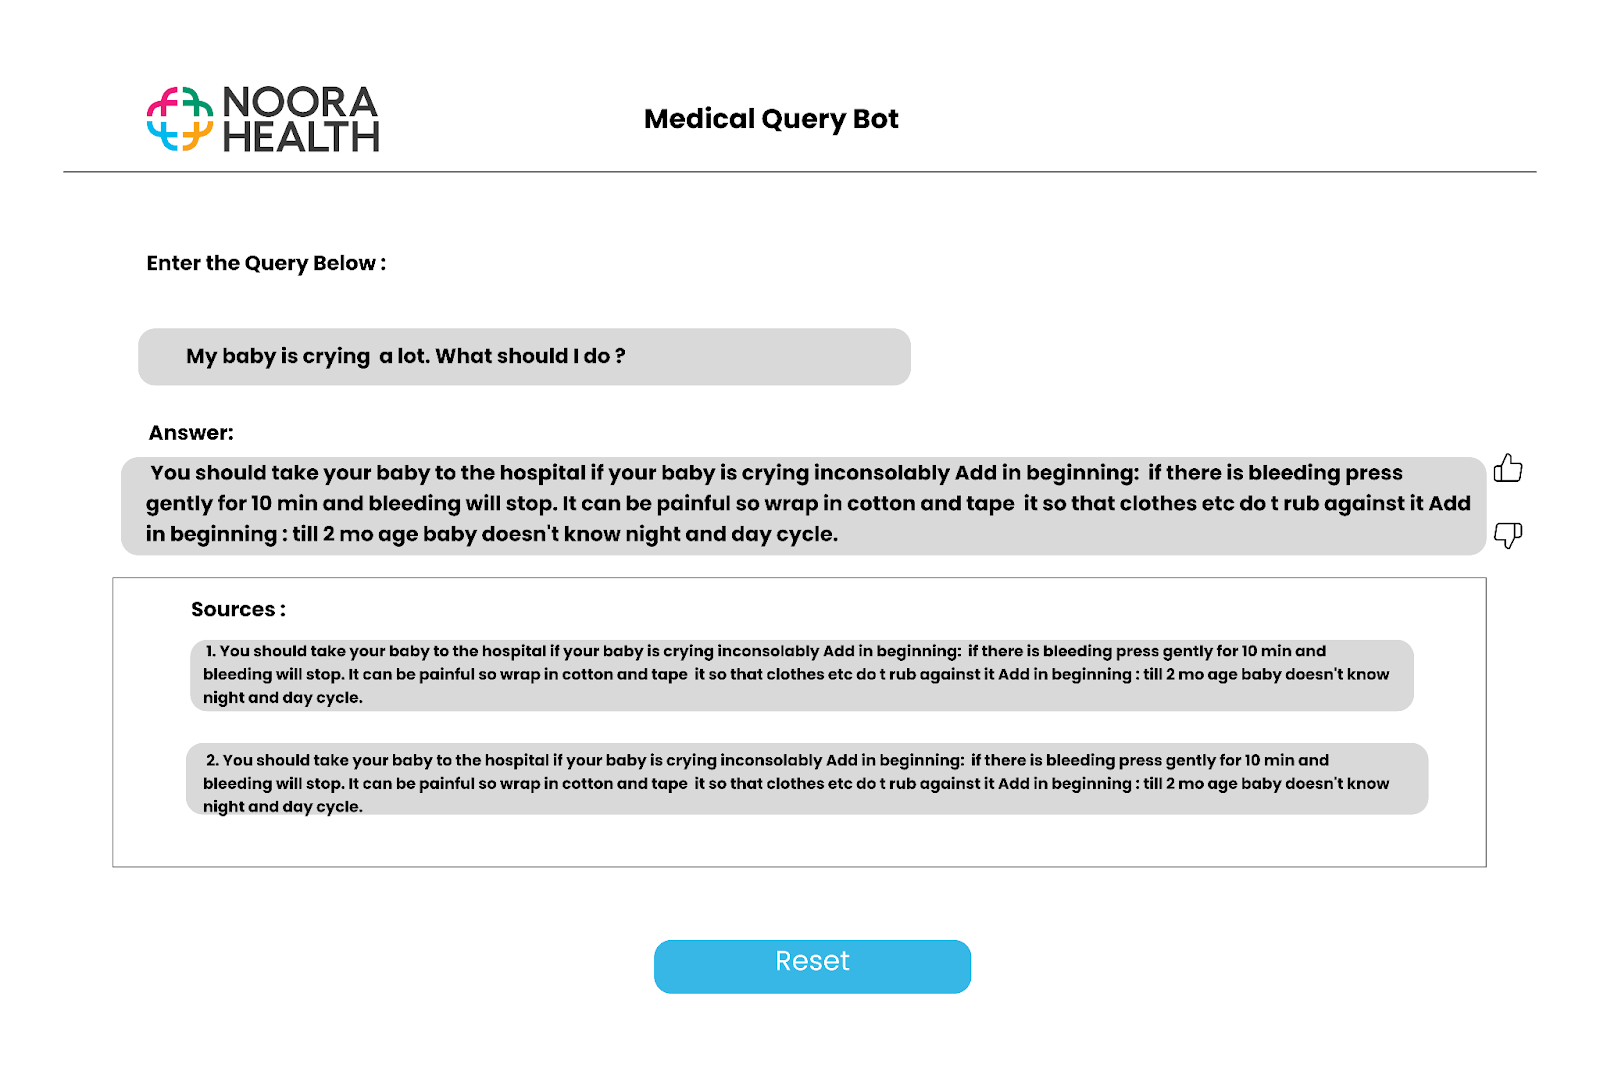 NOORA
HEALTH
Medical Query Bot
Enter the Query Below :
My baby is crying  a lot. What should I do ?
Answer:
You should take your baby to the hospital if your baby is crying inconsolably Add in beginning:  if there is bleeding press
gently for 10 min and bleeding will stop. It can be painful so wrap in cotton and tape  it so that clothes etc do t rub against it Add
in beginning : till 2 mo age baby doesn't know night and day cycle.
Sources :
1. You should take your baby to the hospital if your baby is crying inconsolably Add in beginning:  if there is bleeding press gently for 10 min and
bleeding will stop. It can be painful so wrap in cotton and tape  it so that clothes etc do t rub against it Add in beginning : till 2 mo age baby doesn't know
night and day cycle.
2. You should take your baby to the hospital if your baby is crying inconsolably Add in beginning:  if there is bleeding press gently for 10 min and
bleeding will stop. It can be painful so wrap in cotton and tape  it so that clothes etc do t rub against it Add in beginning : till 2 mo age baby doesn't know
night and day cycle.
Reset